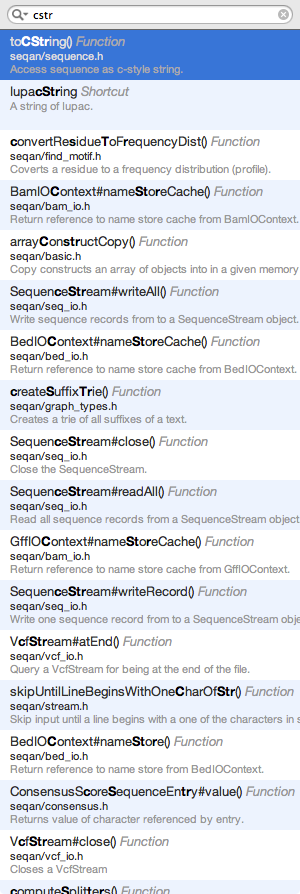 cstr
toCString() Function
seqan/sequence.h
Access sequence as c-style string.
IupacString Shortcut
A string of Iupac.
convertResidueToFrequencyDist() Function
seqan/find_motif.h
Coverts a residue to a frequency distribution (profile).
BamIOContext#nameStoreCache() Function
seqan/bam_io.h
Return reference to name store cache from BamIOContext.
arrayConstructCopy() Function
seqan/basic.h
Copy constructs an array of objects into in a given memory
SequenceStream#writeAll() Function
seqan/seq_io.h
Write sequence records from to a SequenceStream object.
BedIOContext#nameStoreCache() Function
seqan/bed_io.h
Return reference to name store cache from BedIOContext.
createSuffixTrie() Function
seqan/graph_types.h
Creates a trie of all suffixes of a text.
SequenceStream#close() Function
seqan/seq_io.h
Close the SequenceStream.
SequenceStream#readAll() Function
seqan/seq_io.h
Read all sequence records from a SequenceStream object
GffIOContext#nameStoreCache() Function
seqan/bam_io.h
Return reference to name store cache from GffIOContext.
SequenceStream#writeRecord() Function
seqan/seq_io.h
Write one sequence record from to a SequenceStream obje
VcfStream#atEnd() Function
seqan/vcf_io.h
Query a VcfStream for being at the end of the file.
skipUntilLineBeginsWithOneCharOfStr() Function
seqan/stream.h
Skip input until a line begins with a one of the characters in s
BedIOContext#nameStore() Function
seqan/bed_io.h
Return reference to name store from BedIOContext.
ConsensusScoreSequenceEntry#value() Function
seqan/consensus.h
Returns value of character referenced by entry.
VcfStream#close() Function
seqan/vcf_io.h
Closes a VcfStream
computeSplitters() Function